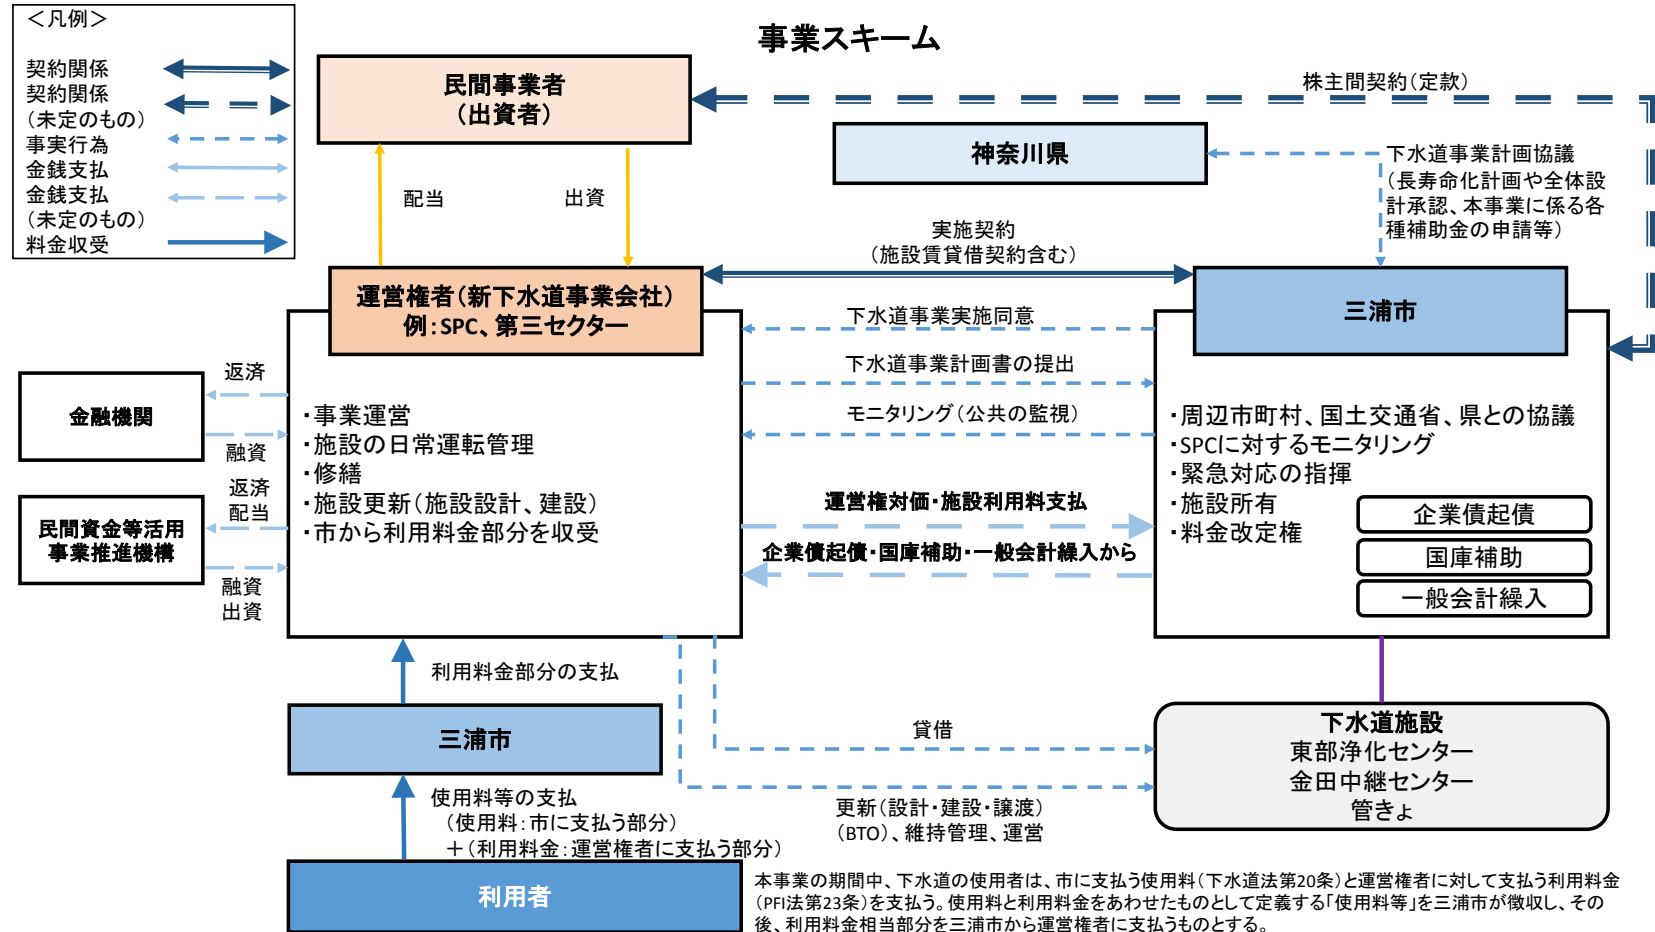 事業スキーム
＜凡例＞
契約関係
契約関係
(未定のもの)
事実行為
金銭支払
金銭支払
(未定のもの)
料金収受
民間事業者
(出資者)
株主間契約(定款)
神奈川県
下水道事業計画協議
(長寿命化計画や全体設
計承認、本事業に係る各
種補助金の申請等)
配当
出資
実施契約
(施設賃貸借契約含む)
運営権者(新下水道事業会社)
例：SPC、第三セクター
三浦市
下水道事業実施同意
下水道事業計画書の提出
モニタリング(公共の監視)
運営権対価・施設利用料支払
企業債起債・国庫補助・一般会計繰入から
金融機関
返済
融資
民間資金等活用
事業推進機構
返済
配当
融資
出資
・事業運営
・施設の日常運転管理
・修繕
・施設更新(施設設計、建設)
・市から利用料金部分を収受
・周辺市町村、国土交通省、県との協議
・SPCに対するモニタリング
・緊急対応の指揮
・施設所有
・料金改定権
企業債起債
国庫補助
一般会計繰入
利用料金部分の支払
三浦市
使用料等の支払
(使用料：市に支払う部分)
＋(利用料金：運営権者に支払う部分)
利用者
貸借
更新(設計・建設・譲渡)
(BTO)、維持管理、運営
下水道施設
東部浄化センター
金田中継センター
管きょ
本事業の期間中、下水道の使用者は、市に支払う使用料(下水道法第20条)と運営権者に対して支払う利用料金
(PFI法第23条)を支払う。使用料と利用料金をあわせたものとして定義する「使用料等」を三浦市が徴収し、その
後、利用料金相当部分を三浦市から運営権者に支払うものとする。